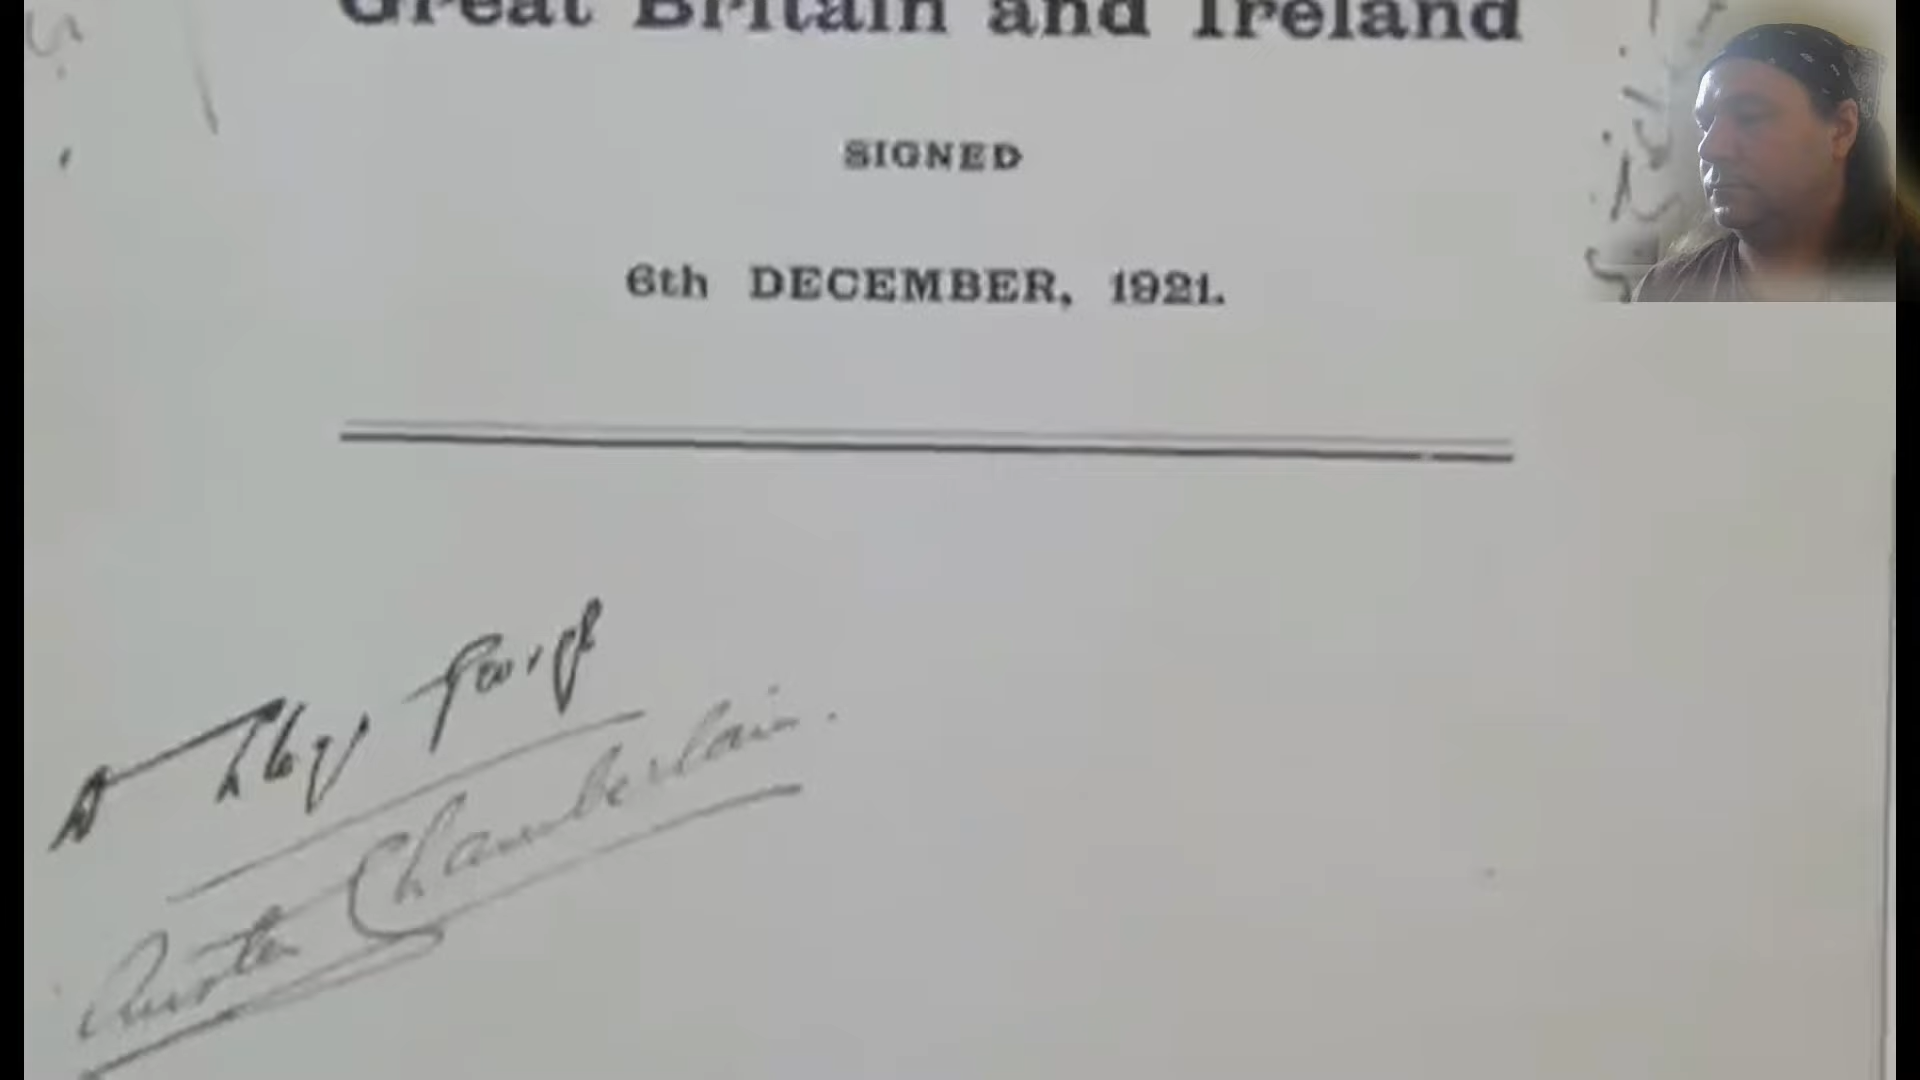 Great Britain and Ireland
SIGNED
6th DECEMBER, 1921.
D Lloyd George
Austen Chamberlain.